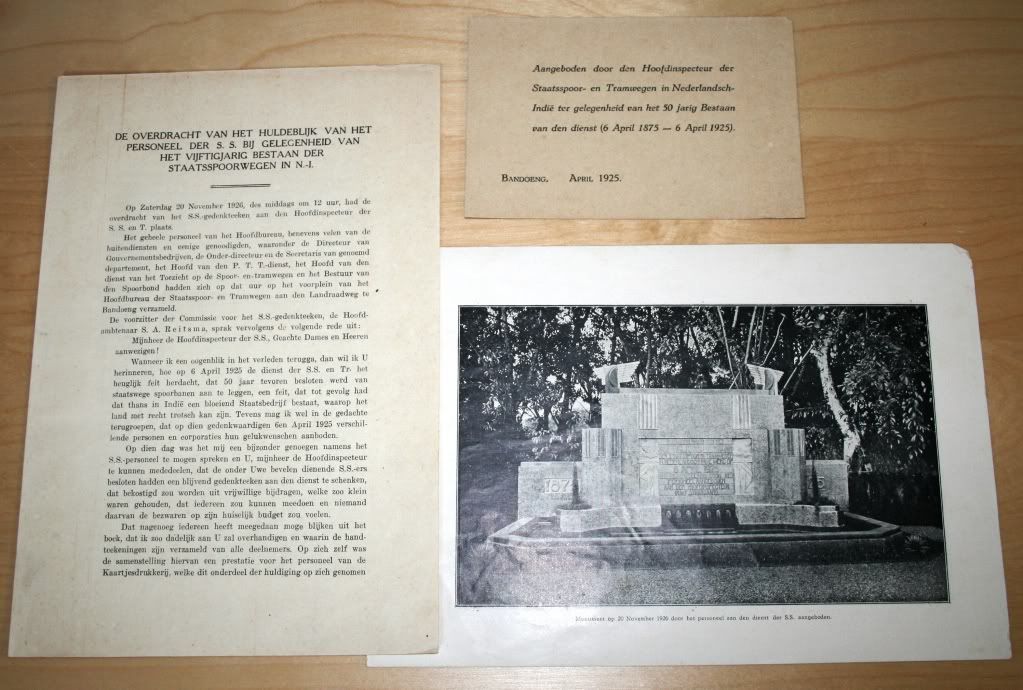 DE OVERDRACHT VAN HET HULDEBLIJK VAN HET
PERSONEEL DER S. S. BIJ GELEGENHEID VAN
HET VIJFTIGJARIG BESTAAN DER
STAATSSPOORWEGEN IN N.-I.
Op Zaterdag 20 November 1926, des middags om 12 uur, had de
overdracht van het S.S.-gedenkteeken aan den Hoofdinspecteur der
S. S. en T. plaats.
Het geheele personeel van het Hoofdbureau, benevens velen van de
buitendiensten en eenige genoodigden, waaronder de Directeur van
Gouvernementsbedrijven, de Onder-directeur en de Secretaris van genoemd
departement, het Hoofd van den P. T. T.-dienst, het Hoofd van den
dienst van het Toezicht op de Spoor- en-tramwegen en het Bestuur van
den Spoorbond hadden zich op dat uur op het voorplein van het
Hoofdbureau der Staatsspoor- en Tramwegen aan den Landraadweg te
Bandoeng verzameld.
De voorzitter der Commissie voor het S.S.-gedenkteeken, de Hoofd-
ambtenaar S. A. Reitsma, sprak vervolgens de volgende rede uit:
Mijnheer de Hoofdinspecteur der S.S., Geachte Dames en Heeren
aanwezigen!
Wanneer ik een oogenblik in het verleden terugga, dan wil ik U
herinneren, hoe op 6 April 1925 de dienst der S.S. en Tr. het
heuglijk feit herdacht, dat 50 jaar tevoren besloten werd van
staatswege spoorbanen aan te leggen, een feit, dat tot gevolg had
dat thans in Indië een bloeiend Staatsbedrijf bestaat, waarop het
land met recht trotsch kan zijn. Tevens mag ik wel in de gedachte
terugroepen, dat op dien gedenkwaardigen 6en April 1925 verschil-
lende personen en corporaties hun gelukwenschen aanboden.
Op dien dag was het mij een bijzonder genoegen namens het
S.S.-personeel te mogen spreken en U, mijnheer de Hoofdinspecteur
te kunnen mededeelen, dat de onder Uwe bevelen dienende S.S.-ers
besloten hadden een blijvend gedenkteeken aan den dienst te schenken,
dat bekostigd zou worden uit vrijwillige bijdragen, welke zoo klein
waren gehouden, dat iedereen zou kunnen meedoen en niemand
daarvan de bezwaren op zijn huiselijk budget zou voelen.
Dat nagenoeg iedereen heeft meegedaan moge blijken uit het
boek, dat ik zoo dadelijk aan U zal overhandigen en waarin de hand-
teekeningen zijn verzameld van alle deelnemers. Op zich zelf was
de samenstelling hiervan een prestatie voor het personeel van de
Kaartjesdrukkerij, welke dit onderdeel der huldiging op zich genomen
Aangeboden door den Hoofdinspecteur der
Staatsspoor- en Tramwegen in Nederlandsch-
Indië ter gelegenheid van het 50 jarig Bestaan
van den dienst (6 April 1875 — 6 April 1925).
BANDOENG, APRIL 1925.
187
5
Monument op 20 November 1926 door het personeel aan den dienst der S.S. aangeboden.